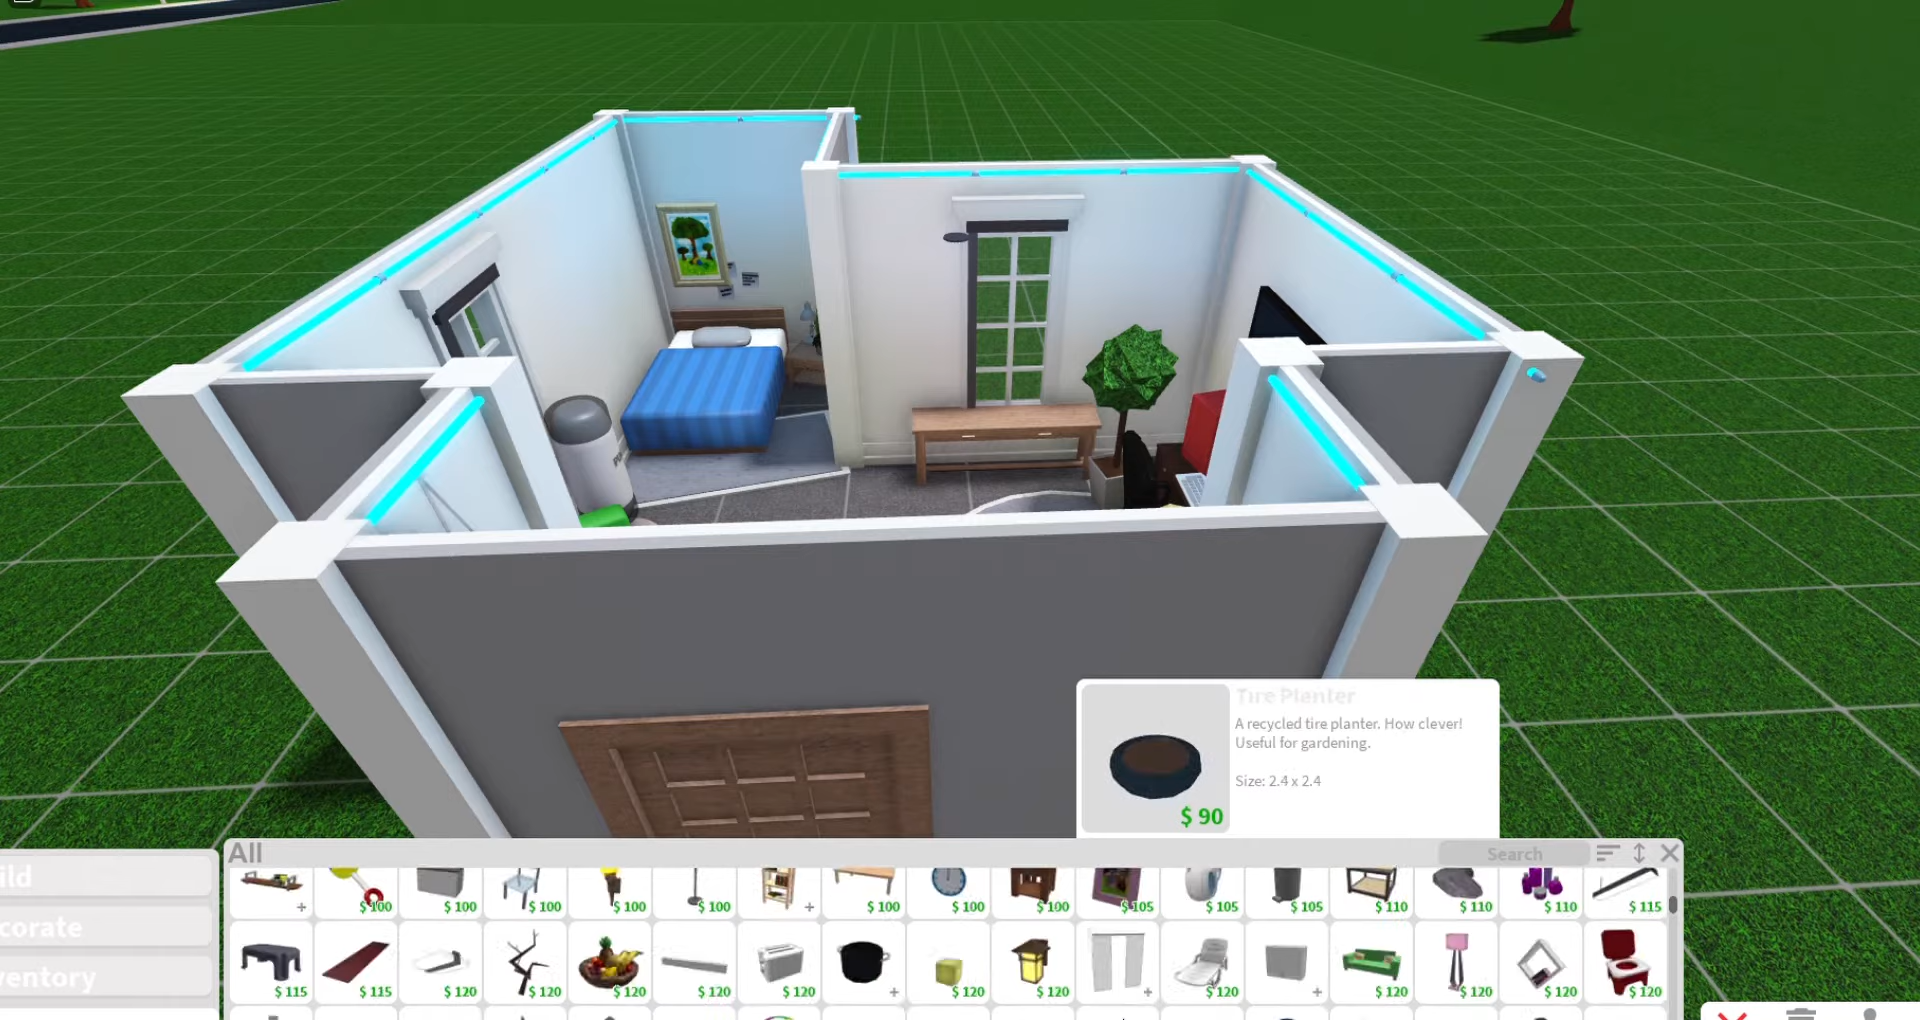 Tire Planter
A recycled tire planter. How clever!
Useful for gardening.
Size: 2.4 x 2.4
$ 90
All
Search
ild
corate
ventory
+ $ 100 $ 100 $ 100 $ 100 $ 100 + $ 100 $ 100 $ 100 $ 105 $ 105 $ 105 $ 110 $ 110 $ 110 $ 115
$ 115 $ 115 $ 120 $ 120 $ 120 $ 120 $ 120 + $ 120 $ 120 + $ 120 + $ 120 $ 120 $ 120 $ 120